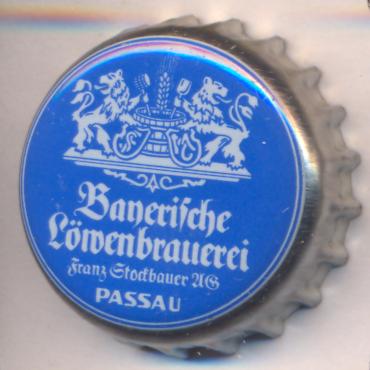 Bayerische
Löwenbrauerei
Franz Stockbauer AG
PASSAU